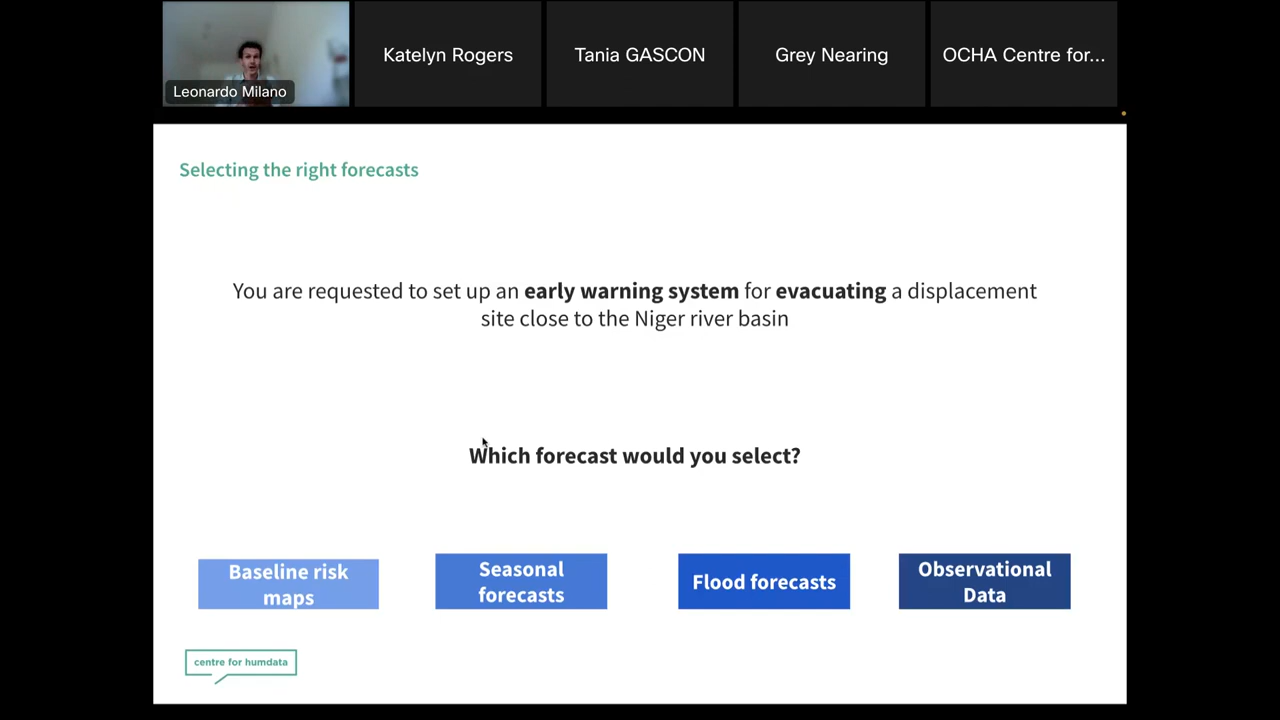 Leonardo Milano
Katelyn Rogers
Tania GASCON
Grey Nearing
OCHA Centre for...
Selecting the right forecasts
You are requested to set up an early warning system for evacuating a displacement
site close to the Niger river basin
Which forecast would you select?
Baseline risk
maps
Seasonal
forecasts
Flood forecasts
Observational
Data
centre for humdata